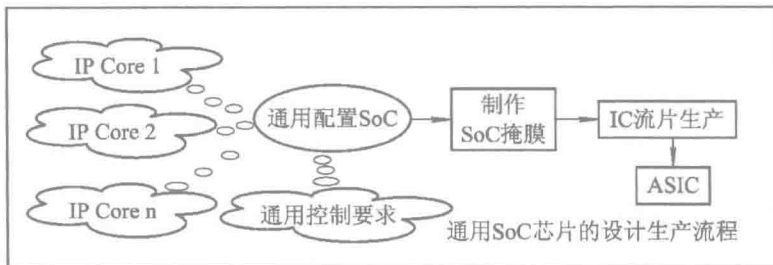 IP Core 1
IP Core 2
IP Core n
通用配置SoC
通用控制要求
制作
SoC掩膜
IC流片生产
ASIC
通用SoC芯片的设计生产流程